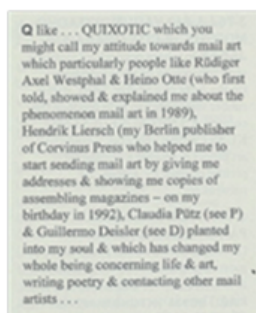 Q like . . . QUIXOTIC which you
might call my attitude towards mail art
which particularly people like Rüdiger
Axel Westphal & Heino Otte (who first
told, showed & explained me about the
phenomenon mail art in 1989),
Hendrik Liersch (my Berlin publisher
of Corvinus Press who helped me to
start sending mail art by giving me
addresses & showing me copies of
assembling magazines – on my
birthday in 1992), Claudia Pütz (see P)
& Guillermo Deisler (see D) planted
into my soul & which has changed my
whole being concerning life & art,
writing poetry & contacting other mail
artists . . .